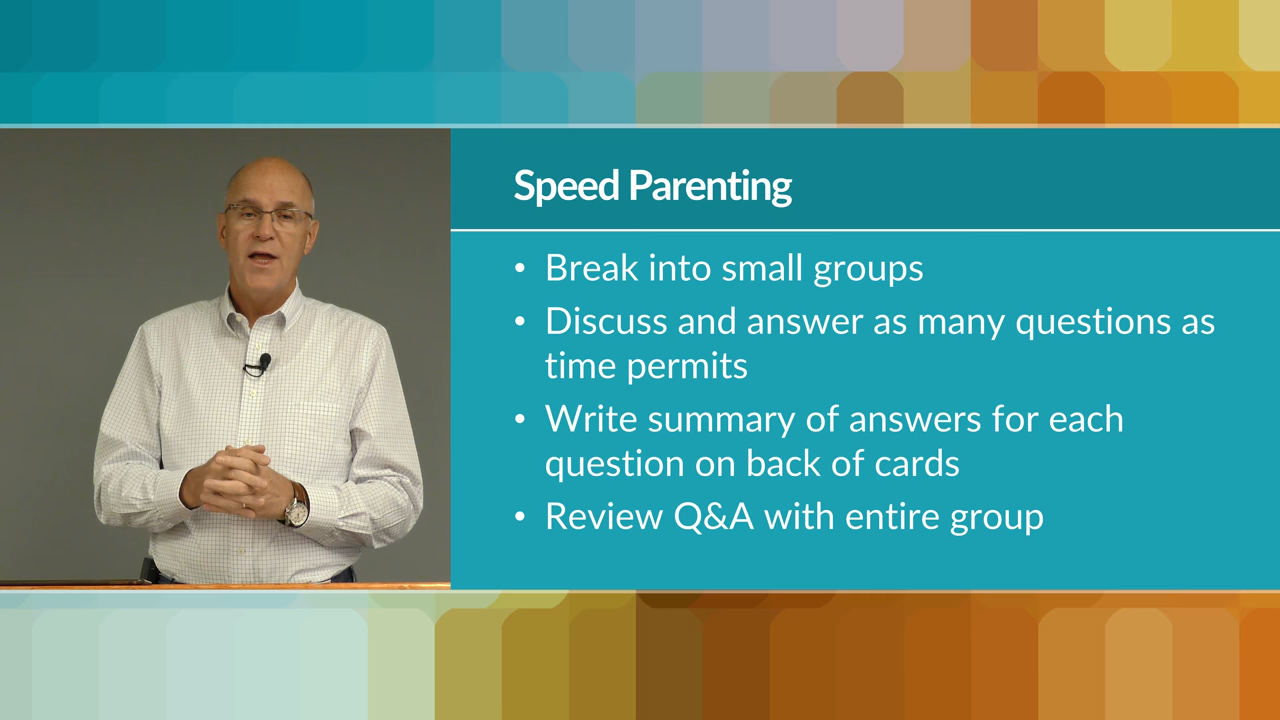 Speed Parenting
• Break into small groups
• Discuss and answer as many questions as
time permits
• Write summary of answers for each
question on back of cards
• Review Q&A with entire group